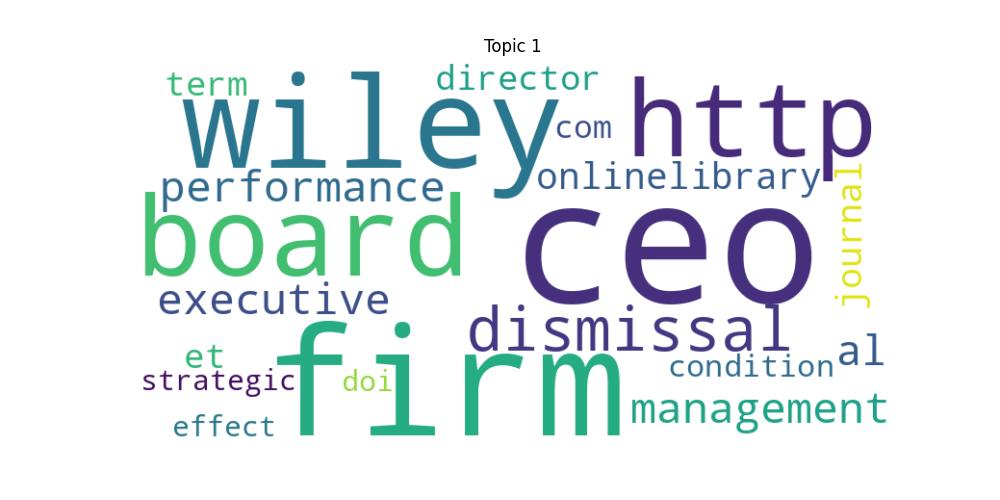 Topic 1
term
director
wiley
com
http
performance
onlinelibrary
journal
board
ceo
executive
dismissal
et
firm
condition
al
strategic
doi
management
effect